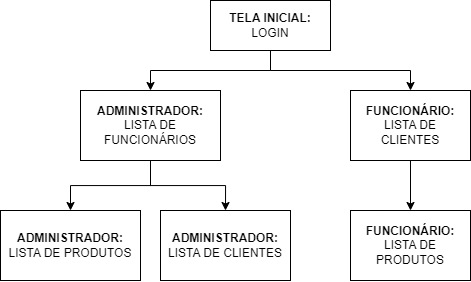 TELA INICIAL:
LOGIN
ADMINISTRADOR:
LISTA DE
FUNCIONÁRIOS
FUNCIONÁRIO:
LISTA DE
CLIENTES
ADMINISTRADOR:
LISTA DE PRODUTOS
ADMINISTRADOR:
LISTA DE CLIENTES
FUNCIONÁRIO:
LISTA DE
PRODUTOS